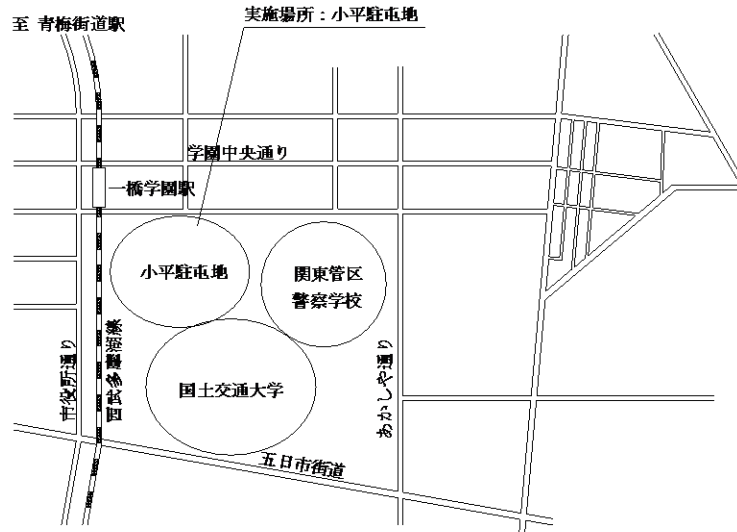 実施場所：小平駐屯地
至 青梅街道駅
学園中央通り
一橋学園駅
小平駐屯地
関東管区
警察学校
国土交通大学
市役所通り
西武多摩湖線
あかしや通り
五日市街道